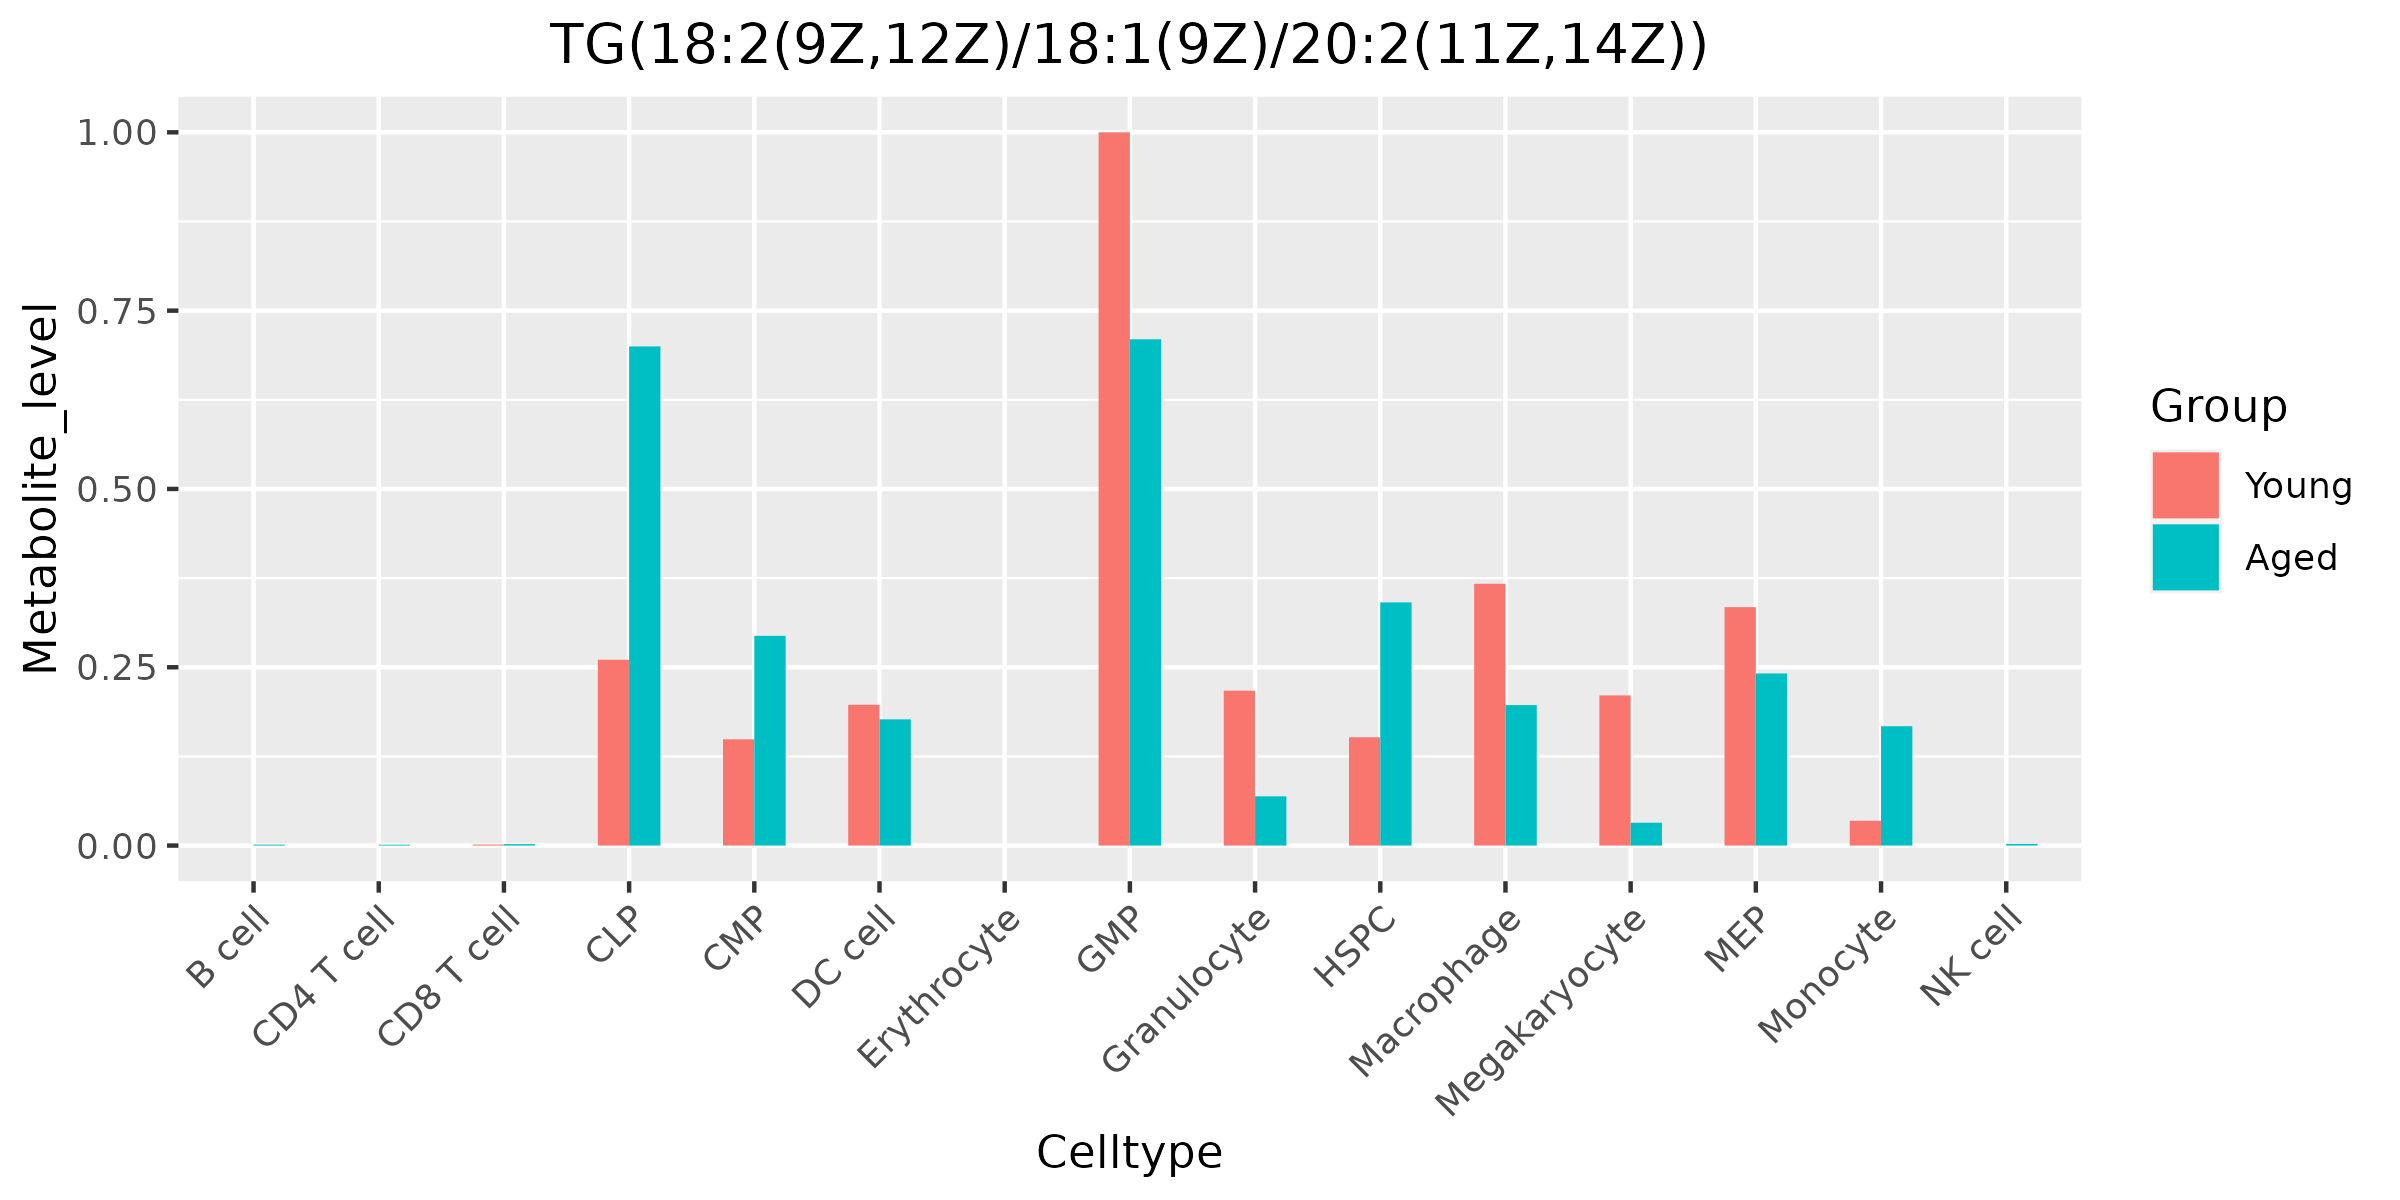 TG(18:2(9Z,12Z)/18:1(9Z)/20:2(11Z,14Z))
Metabolite_level
1.00
0.75
0.50
0.25
0.00
B cell
CD4 T cell
CD8 T cell
CLP
CMP
DC cell
Erythrocyte
GMP
Granulocyte
HSPC
Macrophage
Megakaryocyte
MEP
Monocyte
NK cell
Celltype
Group
Young
Aged